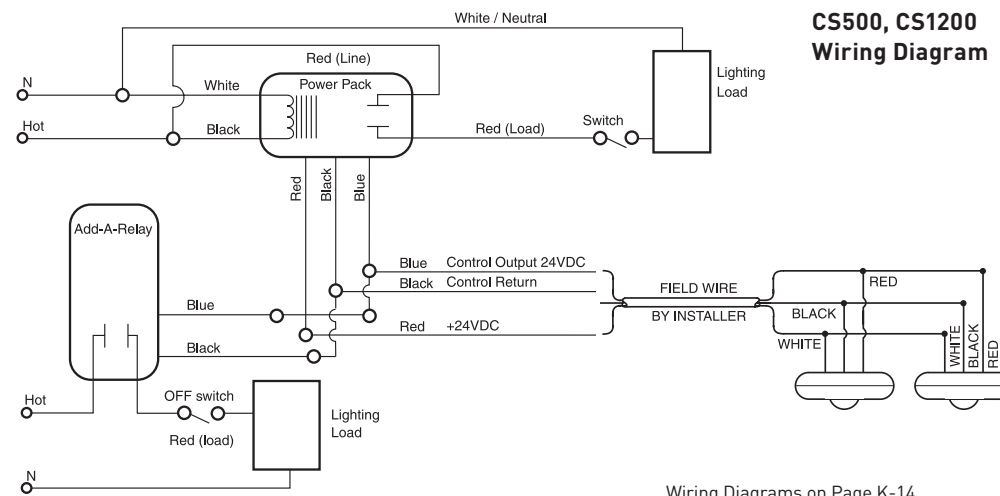 CS500, CS1200
Wiring Diagram
White / Neutral
Red (Line)
Power Pack
Lighting
Load
N
White
Hot
Black
Red (Load)
Switch
Red
Black
Blue
Add-A-Relay
Blue
Control Output 24VDC
Black
Control Return
Red
+24VDC
FIELD WIRE
BY INSTALLER
RED
BLACK
WHITE
WHITE
BLACK
RED
Blue
Black
Hot
OFF switch
Red (load)
Lighting
Load
N
Wiring Diagrams on Page K-14